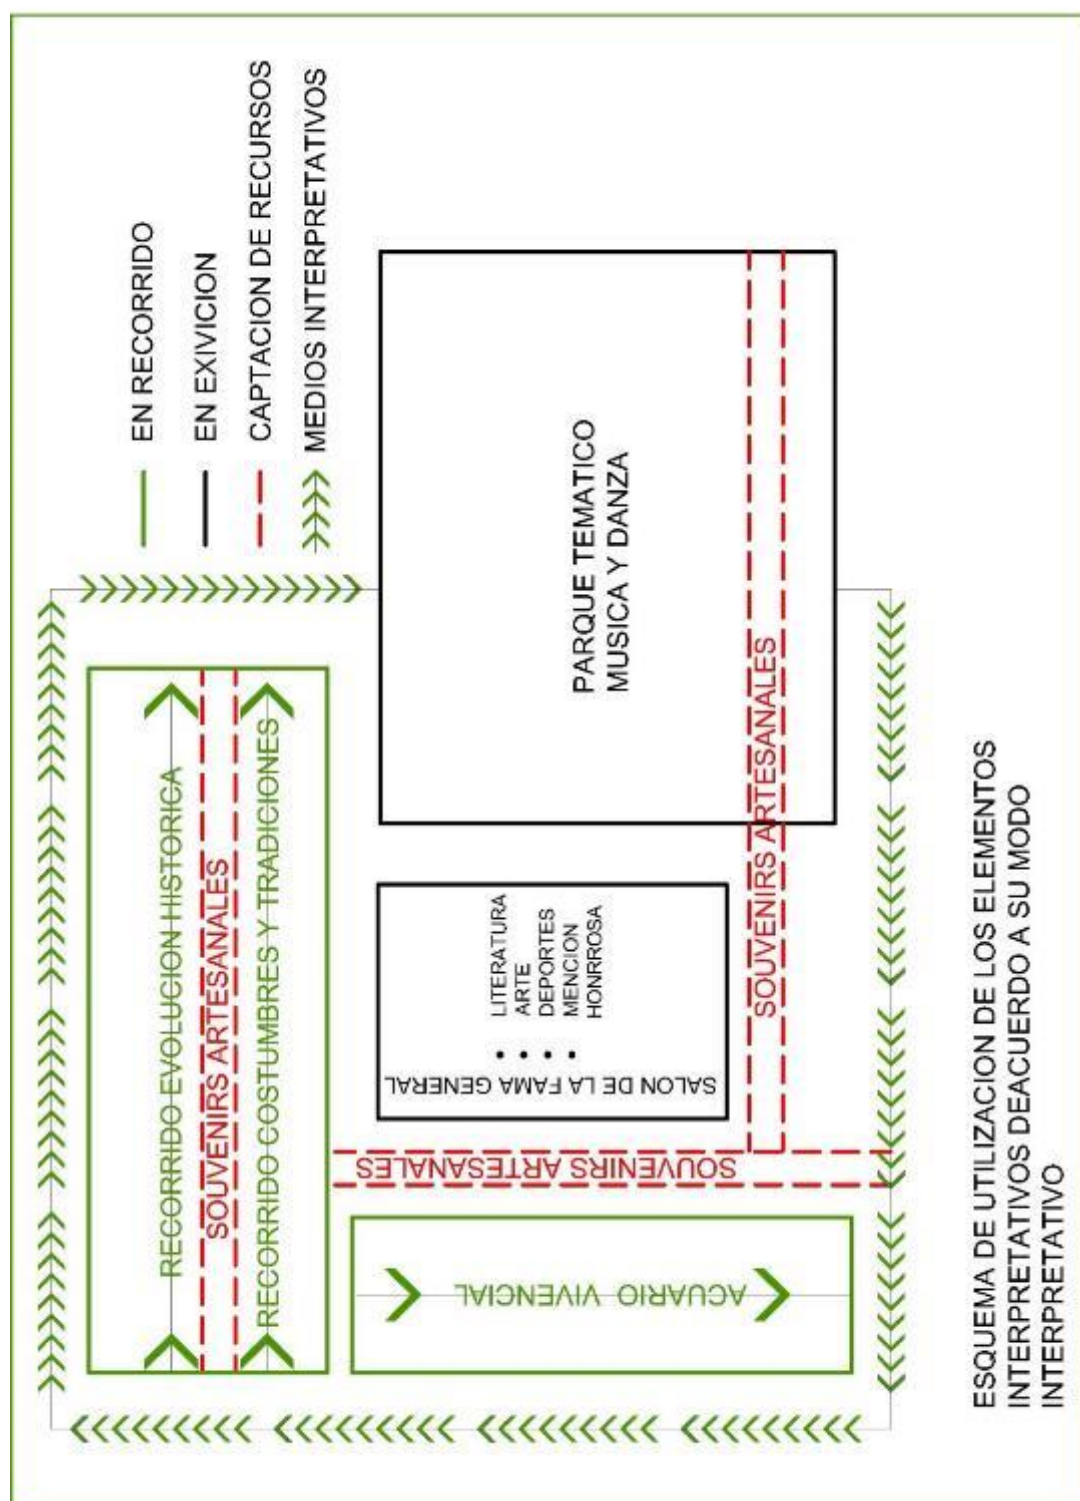 EN RECORRIDO
EN EXIVICION
CAPTACION DE RECURSOS
MEDIOS INTERPRETATIVOS
RECORRIDO EVOLUCION HISTORICA
SOUVENIRS ARTESANALES
RECORRIDO COSTUMBRES Y TRADICIONES
PARQUE TEMATICO
MUSICA Y DANZA
SALON DE LA FAMA GENERAL
• LITERATURA
• ARTE
• DEPORTES
• MENCION
HONRROSA
SOUVENIRS ARTESANALES
SOUVENIRS ARTESANALES
ACUARIO VIVENCIAL
ESQUEMA DE UTILIZACION DE LOS ELEMENTOS
INTERPRETATIVOS DEACUERDO A SU MODO
INTERPRETATIVO